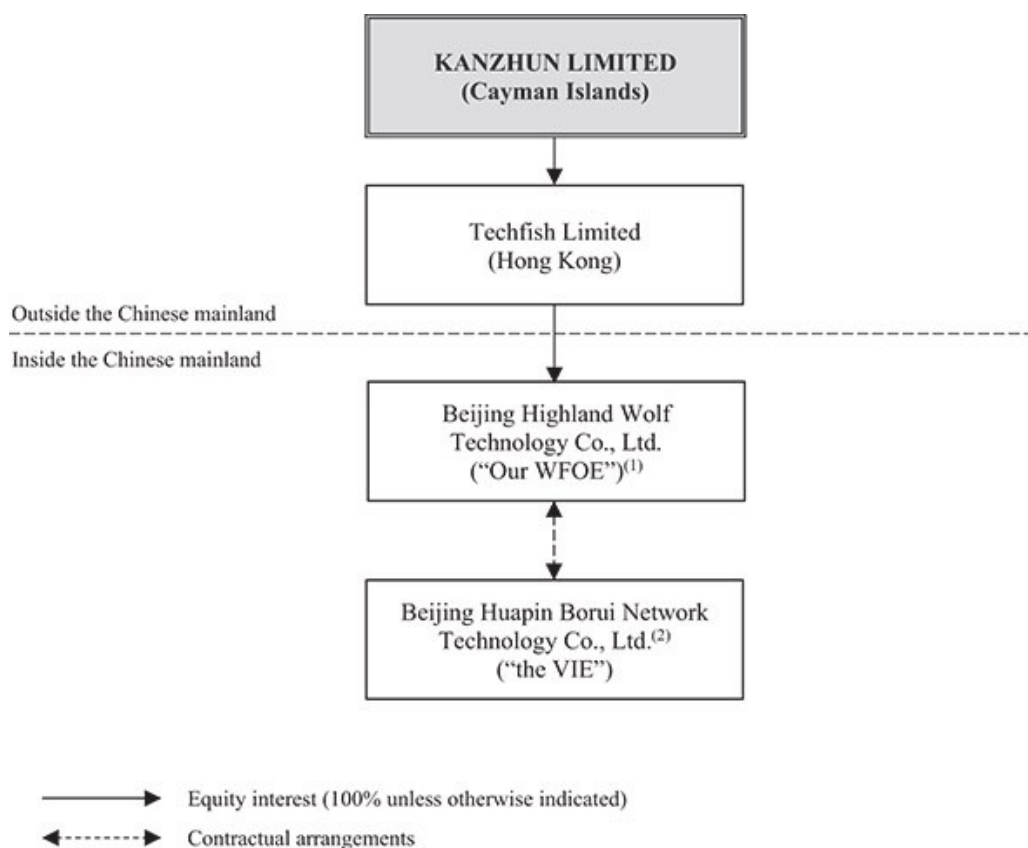 KANZHUN LIMITED
(Cayman Islands)
Techfish Limited
(Hong Kong)
Outside the Chinese mainland
Inside the Chinese mainland
Beijing Highland Wolf
Technology Co., Ltd.
(“Our WFOE”)(1)
Beijing Huapin Borui Network
Technology Co., Ltd.(2)
(“the VIE”)
Equity interest (100% unless otherwise indicated)
Contractual arrangements